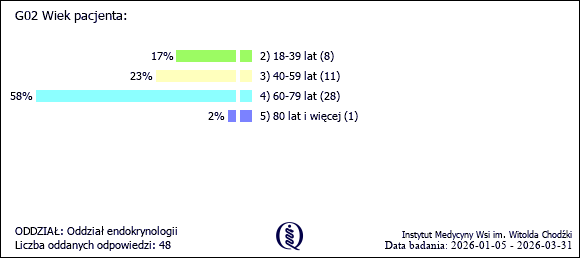 G02 Wiek pacjenta:
17% 2) 18-39 lat (8)
23% 3) 40-59 lat (11)
58% 4) 60-79 lat (28)
2% 5) 80 lat i więcej (1)
ODDZIAŁ: Oddział endokrynologii
Liczba oddanych odpowiedzi: 48
Instytut Medycyny Wsi im. Witolda Chodźki
Data badania: 2026-01-05 - 2026-03-31